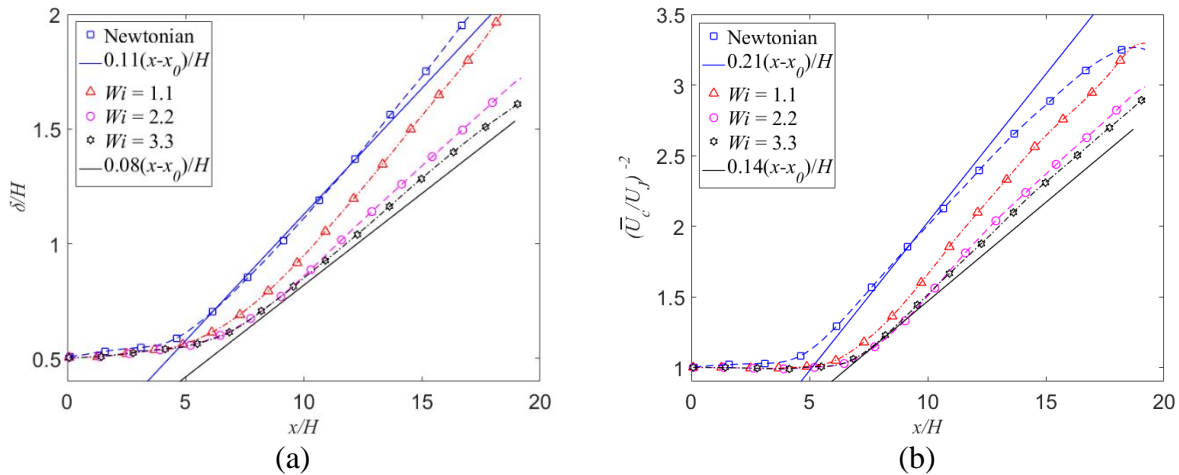 2
1.5
1
0.5
δ/H
Newtonian
0.11(x-x₀)/H
Wi = 1.1
Wi = 2.2
Wi = 3.3
0.08(x-x₀)/H
0 5 10 15 20
x/H
(a)
3.5
3
2.5
2
1.5
1
(U̅_c/U_J)⁻²
Newtonian
0.21(x-x₀)/H
Wi = 1.1
Wi = 2.2
Wi = 3.3
0.14(x-x₀)/H
0 5 10 15 20
x/H
(b)